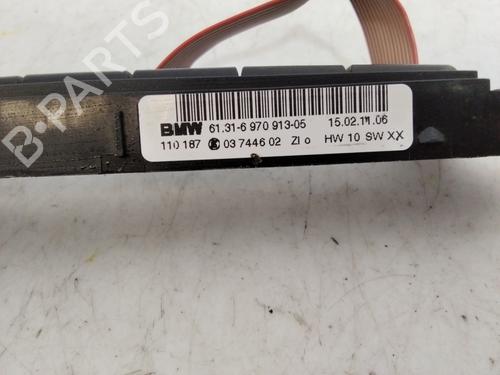 B-PARTS
BMW 61.31-6 970 913-05 15.02.11.06
110 187 03 7446 02 ZI o HW 10 SW XX